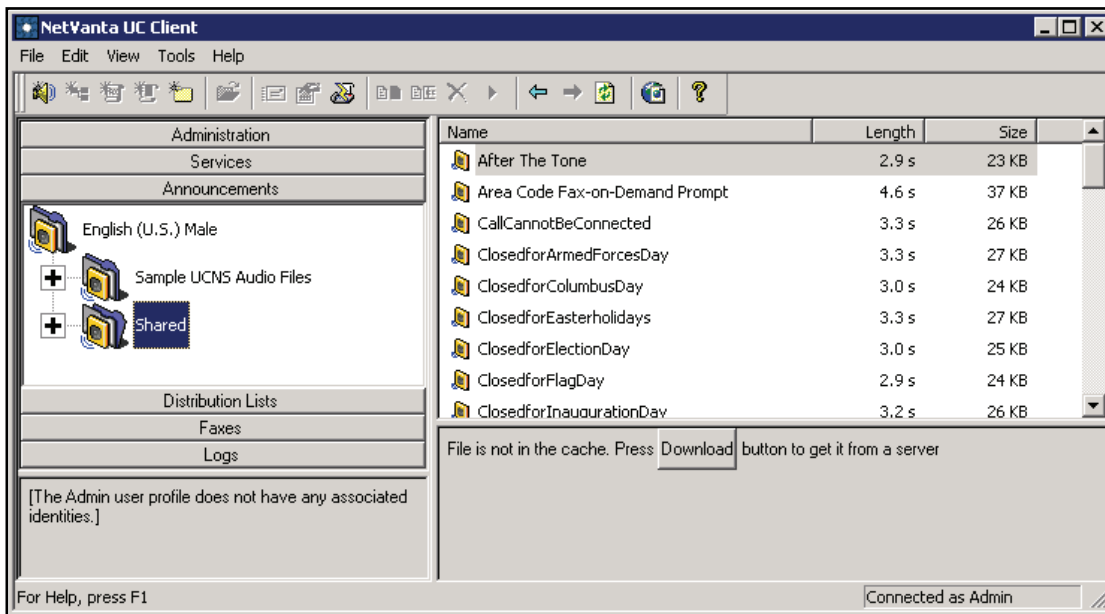 NetVanta UC Client
File Edit View Tools Help
Administration
Services
Announcements
English (U.S.) Male
Sample UCNS Audio Files
Shared
Distribution Lists
Faxes
Logs
[The Admin user profile does not have any associated
identities.]
Name Length Size
After The Tone 2.9 s 23 KB
Area Code Fax-on-Demand Prompt 4.6 s 37 KB
CallCannotBeConnected 3.3 s 26 KB
ClosedforArmedForcesDay 3.3 s 27 KB
ClosedforColumbusDay 3.0 s 24 KB
ClosedforEasterholidays 3.3 s 27 KB
ClosedforElectionDay 3.0 s 25 KB
ClosedforFlagDay 2.9 s 24 KB
ClosedforInaugurationDay 3.2 s 26 KB
File is not in the cache. Press Download button to get it from a server
For Help, press F1
Connected as Admin